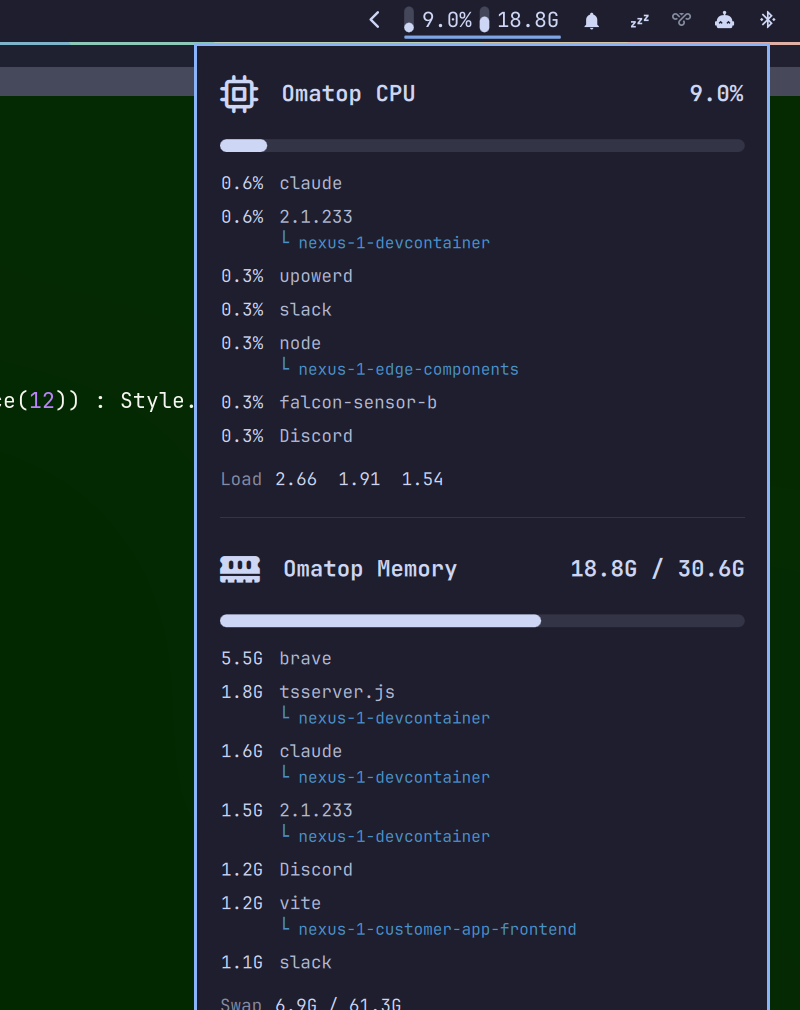 9.0% 18.8G zzz
Omatop CPU 9.0%
0.6% claude
0.6% 2.1.233
└ nexus-1-devcontainer
0.3% upowerd
0.3% slack
0.3% node
└ nexus-1-edge-components
ce(12)) : Style.
0.3% falcon-sensor-b
0.3% Discord
Load 2.66 1.91 1.54
Omatop Memory 18.8G / 30.6G
5.5G brave
1.8G tsserver.js
└ nexus-1-devcontainer
1.6G claude
└ nexus-1-devcontainer
1.5G 2.1.233
└ nexus-1-devcontainer
1.2G Discord
1.2G vite
└ nexus-1-customer-app-frontend
1.1G slack
Swap 6.9G / 61.3G